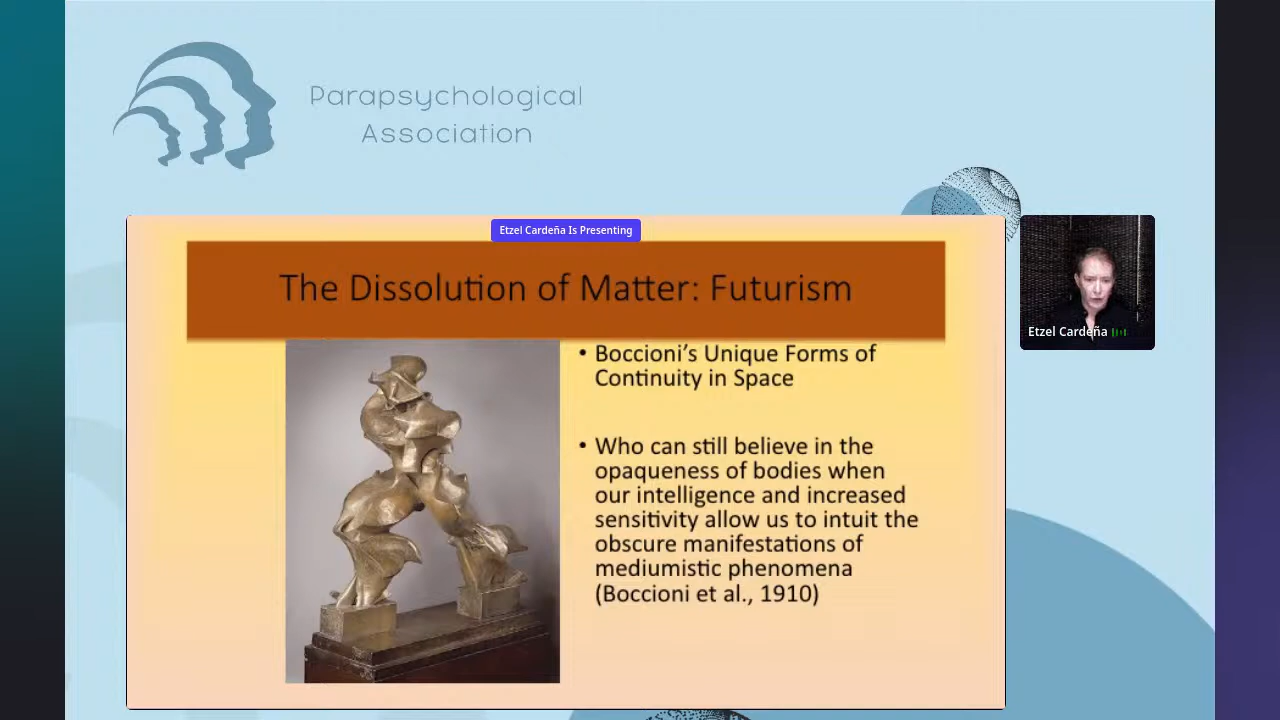 Parapsychological
Association
Etzel Cardeña Is Presenting
The Dissolution of Matter: Futurism
• Boccioni’s Unique Forms of
Continuity in Space
• Who can still believe in the
opaqueness of bodies when
our intelligence and increased
sensitivity allow us to intuit the
obscure manifestations of
mediumistic phenomena
(Boccioni et al., 1910)
Etzel Cardeña